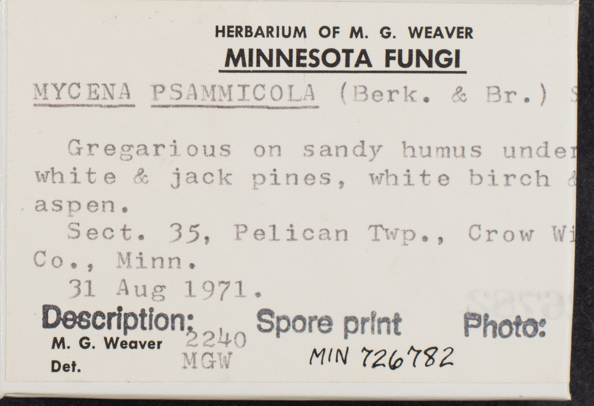 HERBARIUM OF M. G. WEAVER
MINNESOTA FUNGI
MYCENA PSAMMICOLA (Berk. & Br.) S
Gregarious on sandy humus under
white & jack pines, white birch &
aspen.
Sect. 35, Pelican Twp., Crow Wi
Co., Minn.
31 Aug 1971.
Description: Spore print Photo:
M. G. Weaver 2240
Det. MGW
MIN 726782